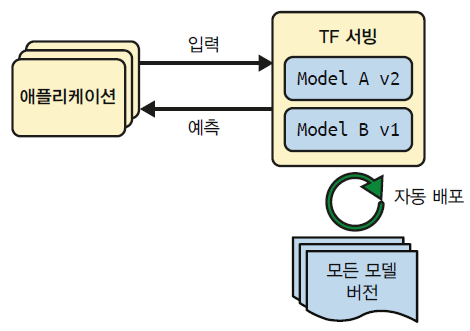 입력
TF 서빙
애플리케이션
Model A v2
Model B v1
예측
자동 배포
모든 모델
버전